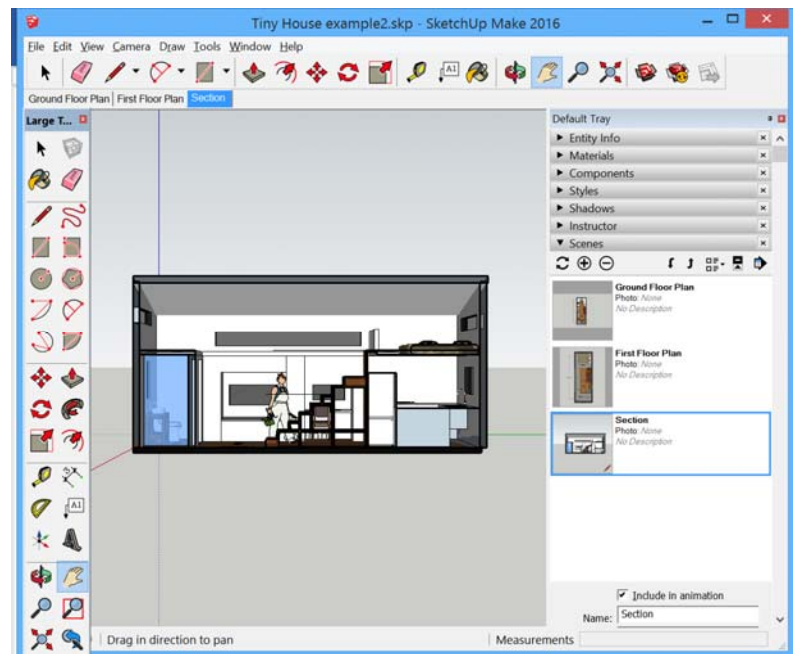 Tiny House example2.skp - SketchUp Make 2016
File Edit View Camera Draw Tools Window Help
A1
Ground Floor Plan First Floor Plan Section
Large T...
Default Tray
Entity Info
Materials
Components
Styles
Shadows
Instructor
Scenes
Ground Floor Plan
Photo: None
No Description
First Floor Plan
Photo: None
No Description
Section
Photo: None
No Description
A1
Include in animation
Name: Section
Drag in direction to pan
Measurements